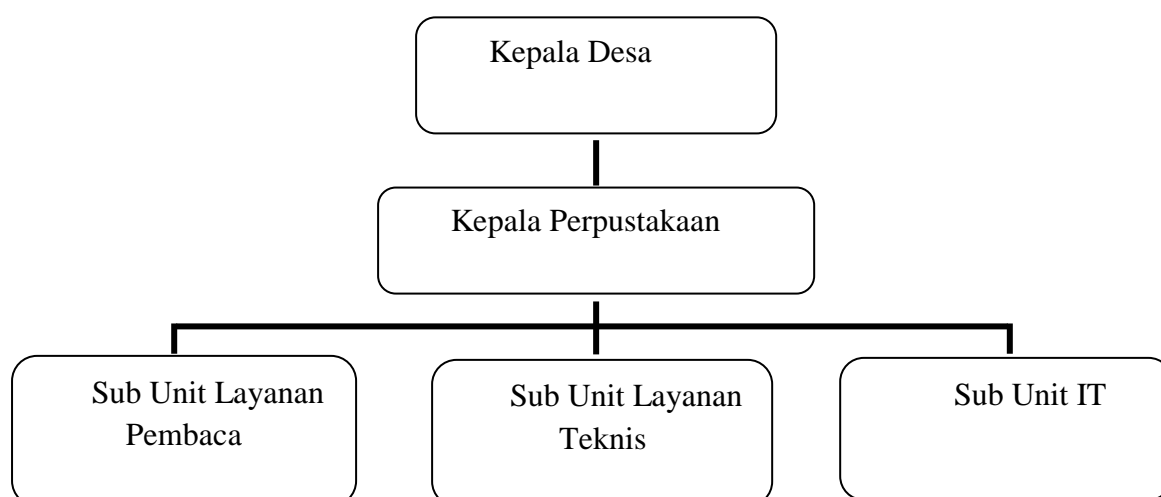 Kepala Desa
Kepala Perpustakaan
Sub Unit Layanan
Pembaca
Sub Unit Layanan
Teknis
Sub Unit IT